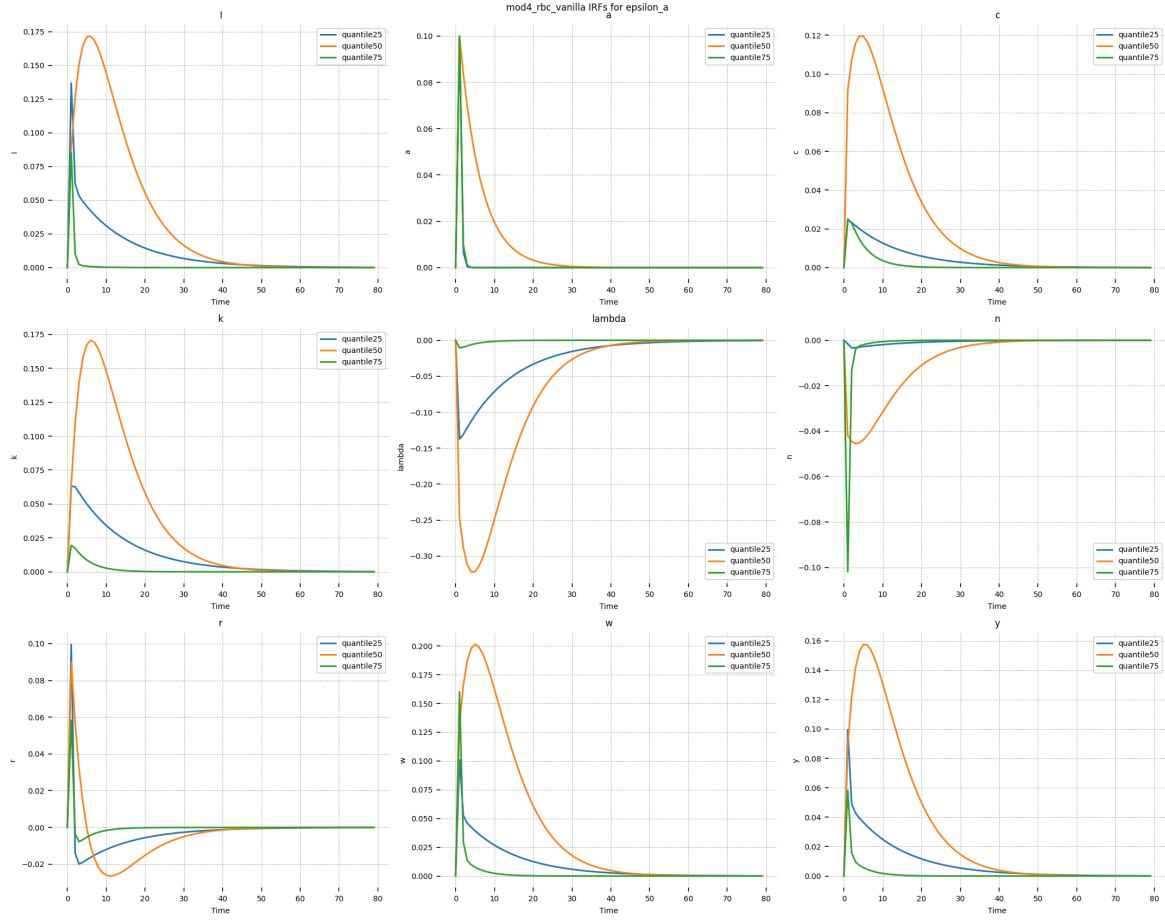 mod4_rbc_vanilla IRFs for epsilon_a
I
0.175
0.150
0.125
0.100
0.075
0.050
0.025
0.000
I
0 10 20 30 40 50 60 70 80
Time
quantile25
quantile50
quantile75
a
0.10
0.08
0.06
0.04
0.02
0.00
a
0 10 20 30 40 50 60 70 80
Time
quantile25
quantile50
quantile75
c
0.12
0.10
0.08
0.06
0.04
0.02
0.00
c
0 10 20 30 40 50 60 70 80
Time
quantile25
quantile50
quantile75
k
0.175
0.150
0.125
0.100
0.075
0.050
0.025
0.000
k
0 10 20 30 40 50 60 70 80
Time
quantile25
quantile50
quantile75
lambda
0.00
−0.05
−0.10
−0.15
−0.20
−0.25
−0.30
lambda
0 10 20 30 40 50 60 70 80
Time
quantile25
quantile50
quantile75
n
0.00
−0.02
−0.04
−0.06
−0.08
−0.10
n
0 10 20 30 40 50 60 70 80
Time
quantile25
quantile50
quantile75
r
0.10
0.08
0.06
0.04
0.02
0.00
−0.02
r
0 10 20 30 40 50 60 70 80
Time
quantile25
quantile50
quantile75
w
0.200
0.175
0.150
0.125
0.100
0.075
0.050
0.025
0.000
w
0 10 20 30 40 50 60 70 80
Time
quantile25
quantile50
quantile75
y
0.16
0.14
0.12
0.10
0.08
0.06
0.04
0.02
0.00
y
0 10 20 30 40 50 60 70 80
Time
quantile25
quantile50
quantile75